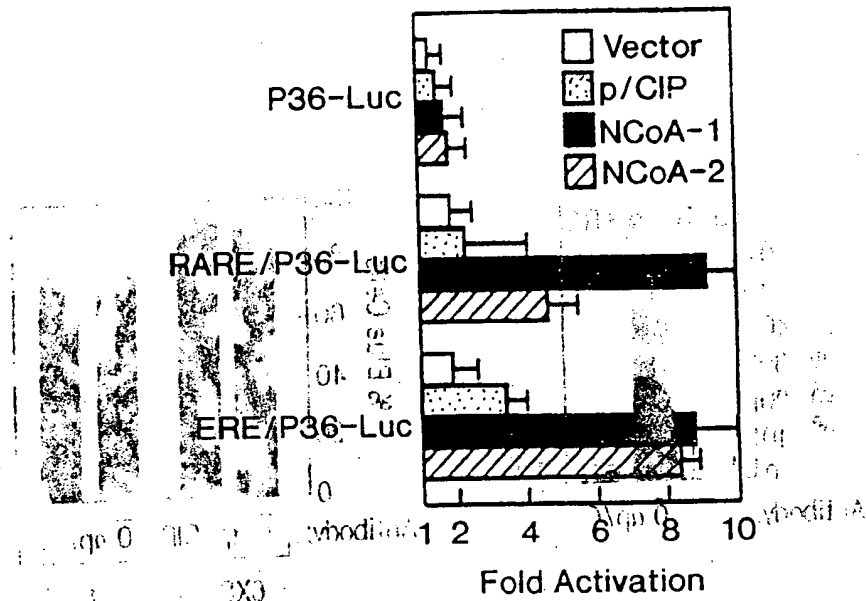 Vector
p/CIP
NCoA-1
NCoA-2
P36-Luc
RARE/P36-Luc
ERE/P36-Luc
1 2 4 6 8 10
Fold Activation